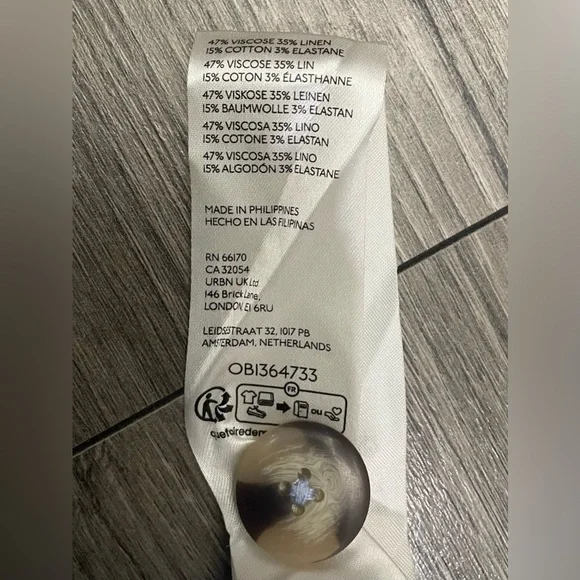 47% VISCOSE 35% LINEN
15% COTTON 3% ELASTANE
47% VISCOSE 35% LIN
15% COTON 3% ÉLASTHANNE
47% VISKOSE 35% LEINEN
15% BAUMWOLLE 3% ELASTAN
47% VISCOSA 35% LINO
15% COTONE 3% ELASTAN
47% VISCOSA 35% LINO
15% ALGODÓN 3% ELASTANE
MADE IN PHILIPPINES
HECHO EN LAS FILIPINAS
RN 66170
CA 32054
URBN UK Ltd
146 Brick Lane,
LONDON E1 6RU
LEIDSESTRAAT 32, 1017 PB
AMSTERDAM, NETHERLANDS
OB1364733
FR
OU